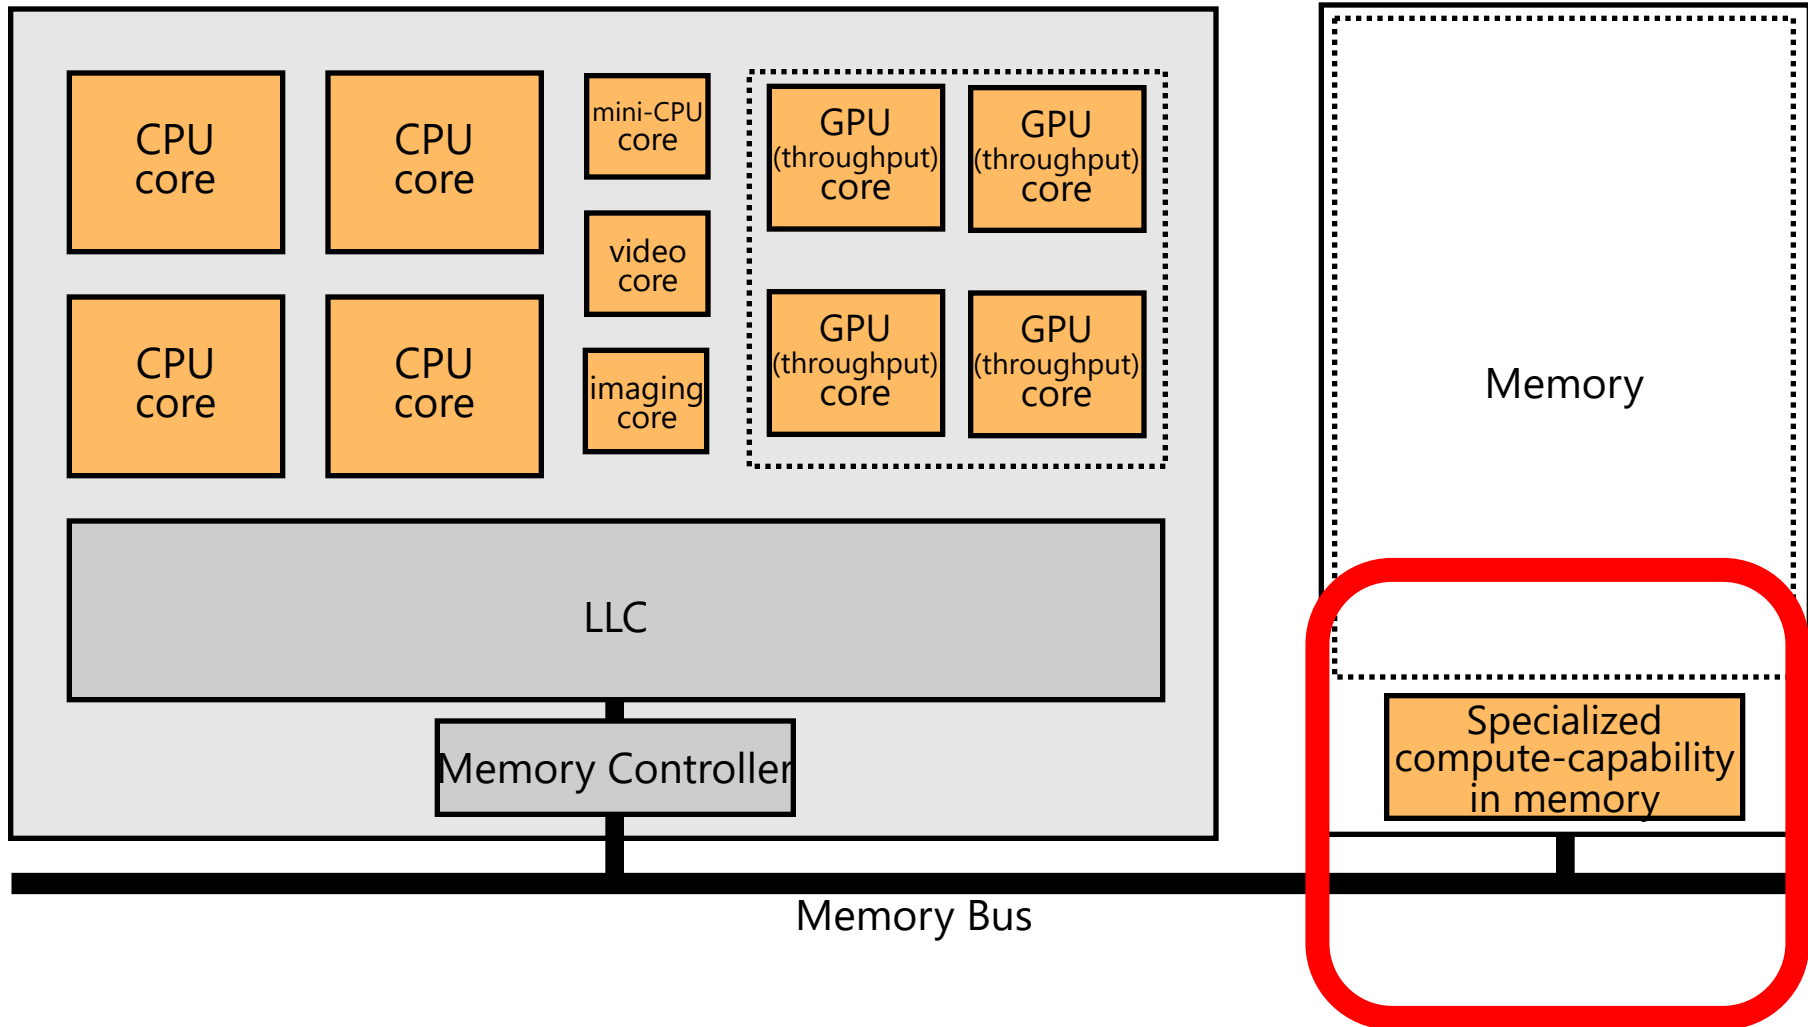 CPU
core
CPU
core
mini-CPU
core
video
core
imaging
core
GPU
(throughput)
core
GPU
(throughput)
core
CPU
core
CPU
core
GPU
(throughput)
core
GPU
(throughput)
core
LLC
Memory Controller
Memory Bus
Memory
Specialized
compute-capability
in memory